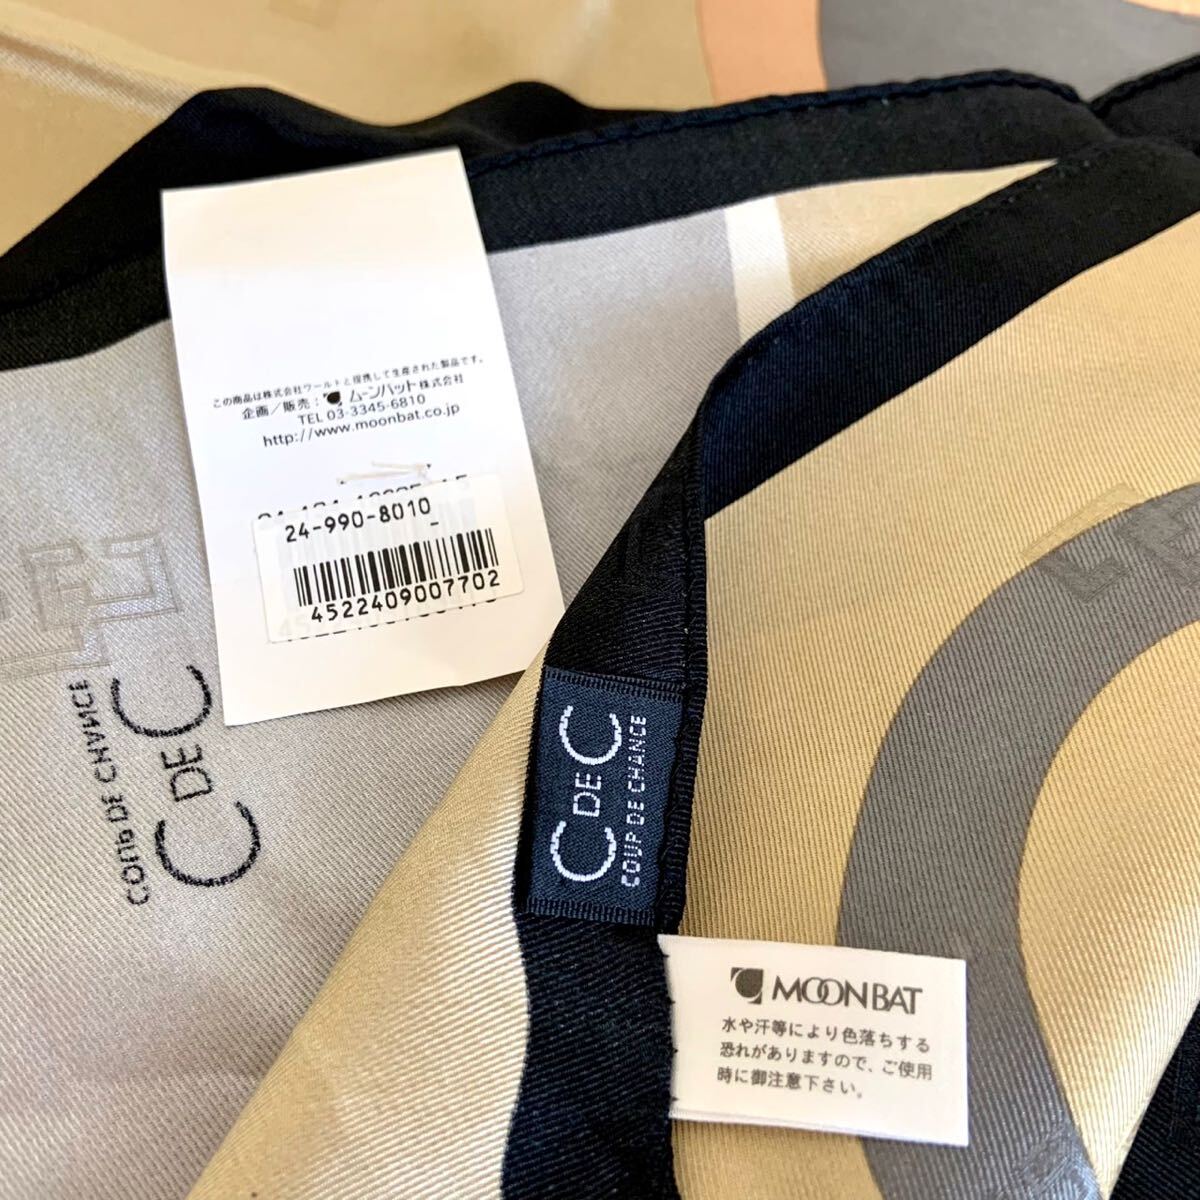 この商品は株式会社ワールドと提携して生産された製品です。
企画／販売： ムーンバット株式会社
TEL 03-3345-6810
http://www.moonbat.co.jp
24-990-8010_
4522409007702
C DE C
COUP DE CHANCE
C DE C
COUP DE CHANCE
MOONBAT
水や汗等により色落ちする
恐れがありますので、ご使用
時に御注意下さい。